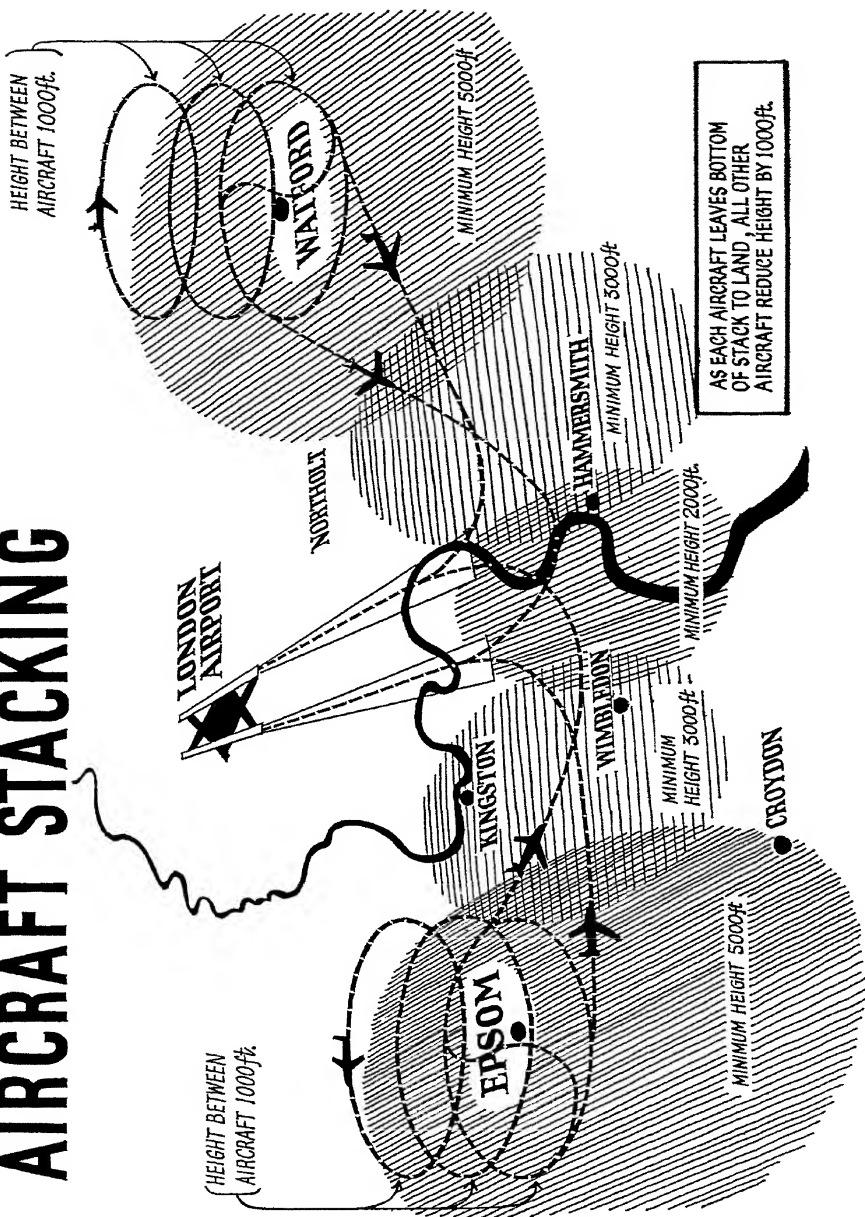 AIRCRAFT STACKING
HEIGHT BETWEEN
AIRCRAFT 1000ft.
LONDON
AIRPORT
HEIGHT BETWEEN
AIRCRAFT 1000ft.
NORTHOLT
WATFORD
KINGSTON
EPSOM
MINIMUM HEIGHT 5000ft
HAMMERSMITH
WIMBLEDON
MINIMUM HEIGHT 3000ft
MINIMUM
HEIGHT 3000ft
MINIMUM HEIGHT 2000ft.
CROYDON
MINIMUM HEIGHT 5000ft
AS EACH AIRCRAFT LEAVES BOTTOM
OF STACK TO LAND, ALL OTHER
AIRCRAFT REDUCE HEIGHT BY 1000ft.